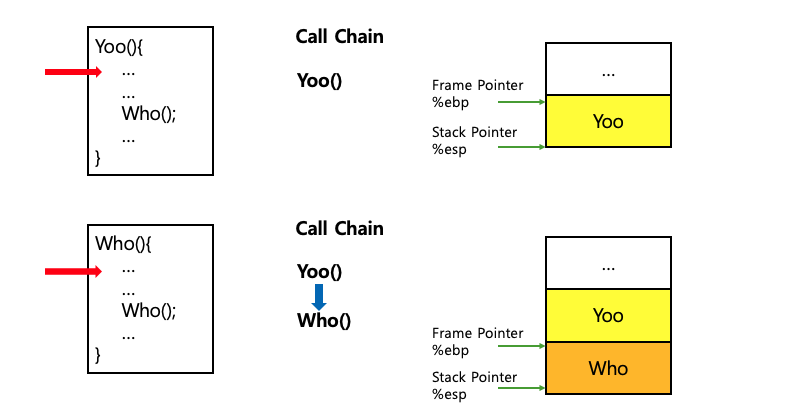 Yoo(){
...
...
Who();
...
}
Call Chain
Yoo()
Frame Pointer
%ebp
Stack Pointer
%esp
...
Yoo
Who(){
...
...
Who();
...
}
Call Chain
Yoo()
Who()
Frame Pointer
%ebp
Stack Pointer
%esp
...
Yoo
Who